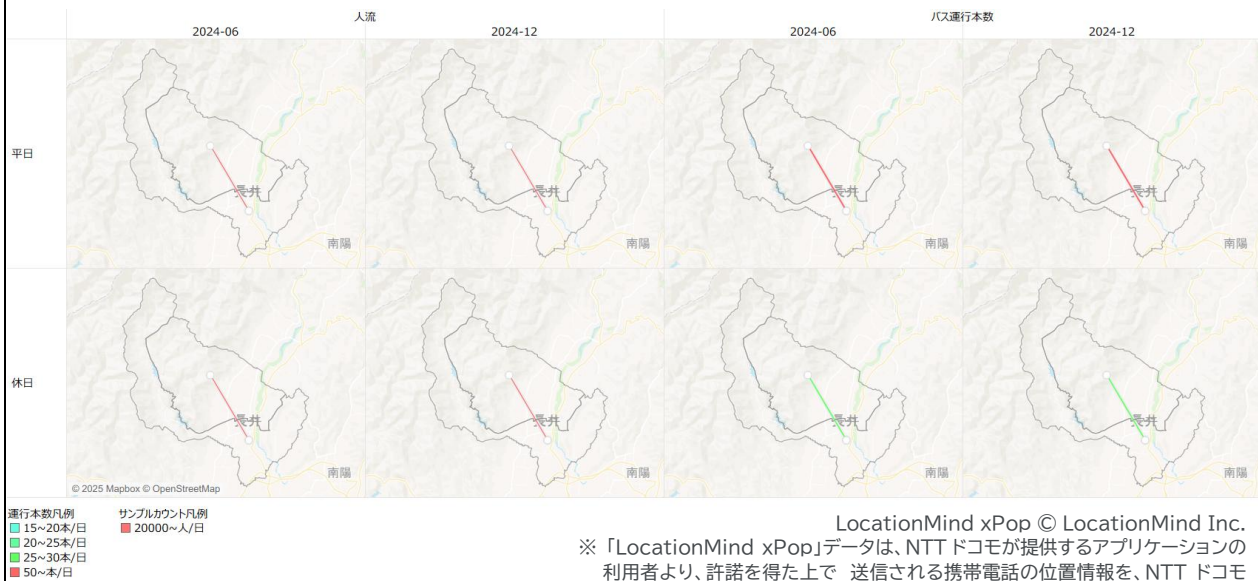 人流
バス運行本数
2024-06
2024-12
2024-06
2024-12
平日
長井
南陽
長井
南陽
長井
南陽
長井
南陽
休日
長井
南陽
長井
南陽
長井
南陽
長井
南陽
© 2025 Mapbox © OpenStreetMap
運行本数凡例
15~20本/日
20~25本/日
25~30本/日
50~本/日
サンプルカウント凡例
20000~人/日
LocationMind xPop © LocationMind Inc.
※「LocationMind xPop」データは、NTTドコモが提供するアプリケーションの
利用者より、許諾を得た上で 送信される携帯電話の位置情報を、NTT ドコモ